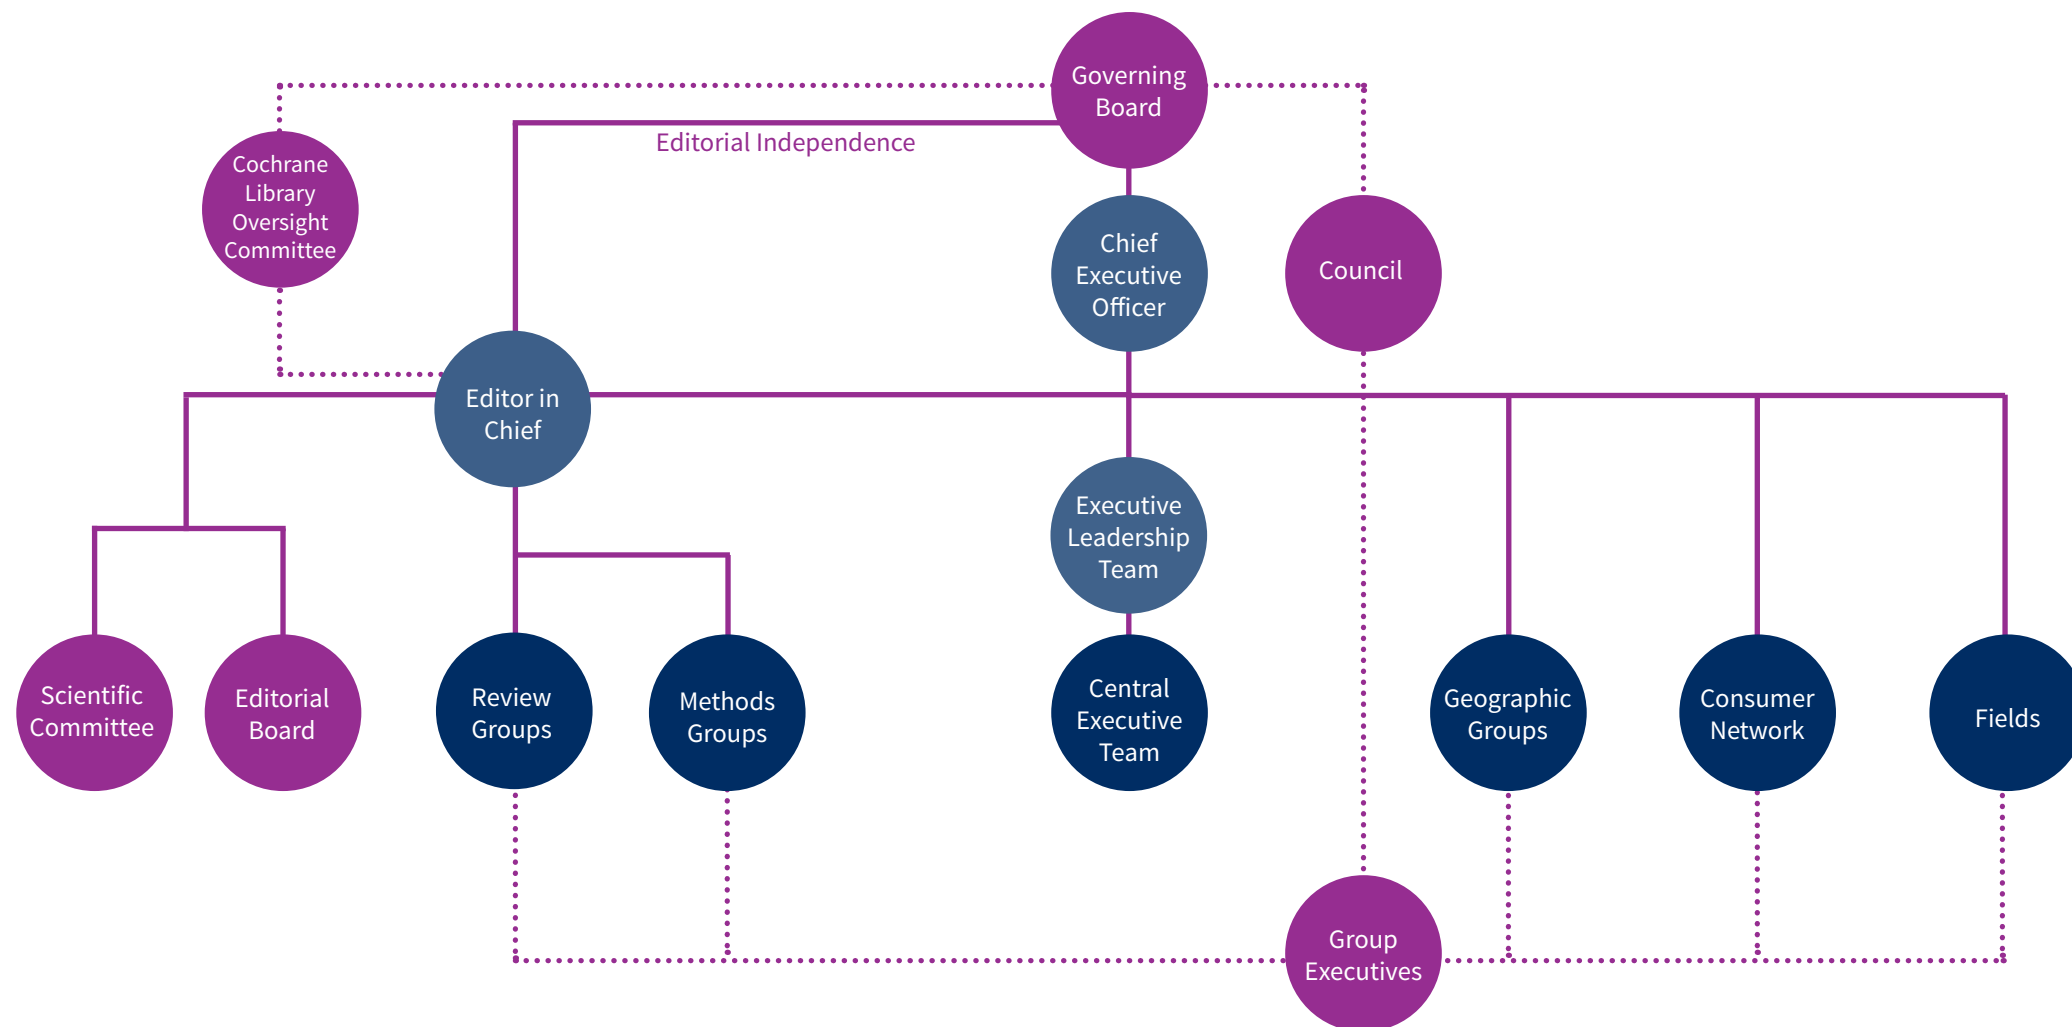 Governing
Board
Editorial Independence
Cochrane
Library
Oversight
Committee
Chief
Executive
Officer
Council
Editor in
Chief
Executive
Leadership
Team
Scientific
Committee
Editorial
Board
Review
Groups
Methods
Groups
Central
Executive
Team
Geographic
Groups
Consumer
Network
Fields
Group
Executives